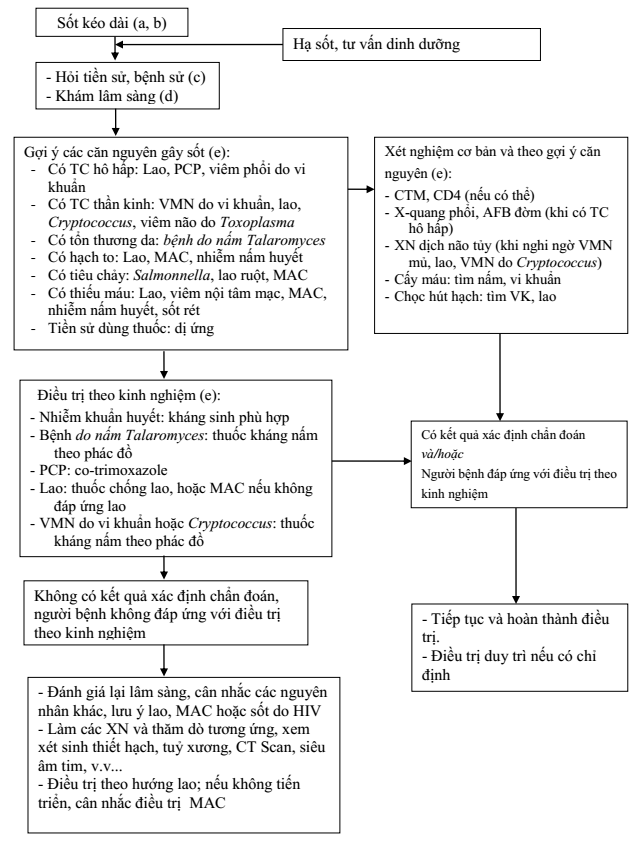 Sốt kéo dài (a, b)
Hạ sốt, tư vấn dinh dưỡng
- Hỏi tiền sử, bệnh sử (c)
- Khám lâm sàng (d)
Gợi ý các căn nguyên gây sốt (e):
- Có TC hô hấp: Lao, PCP, viêm phổi do vi
khuẩn
- Có TC thần kinh: VMN do vi khuẩn, lao,
Cryptococcus, viêm não do Toxoplasma
- Có tổn thương da: bệnh do nấm Talaromyces
- Có hạch to: Lao, MAC, nhiễm nấm huyết
- Có tiêu chảy: Salmonnella, lao ruột, MAC
- Có thiếu máu: Lao, viêm nội tâm mạc, MAC,
nhiễm nấm huyết, sốt rét
- Tiền sử dùng thuốc: dị ứng
Xét nghiệm cơ bản và theo gợi ý căn
nguyên (e):
- CTM, CD4 (nếu có thể)
- X-quang phổi, AFB đờm (khi có TC
hô hấp)
- XN dịch não tủy (khi nghi ngờ VMN
mủ, lao, VMN do Cryptococcus)
- Cấy máu: tìm nấm, vi khuẩn
- Chọc hút hạch: tìm VK, lao
Điều trị theo kinh nghiệm (e):
- Nhiễm khuẩn huyết: kháng sinh phù hợp
- Bệnh do nấm Talaromyces: thuốc kháng nấm
theo phác đồ
- PCP: co-trimoxazole
- Lao: thuốc chống lao, hoặc MAC nếu không
đáp ứng lao
- VMN do vi khuẩn hoặc Cryptococcus: thuốc
kháng nấm theo phác đồ
Có kết quả xác định chẩn đoán
và/hoặc
Người bệnh đáp ứng với điều trị theo
kinh nghiệm
Không có kết quả xác định chẩn đoán,
người bệnh không đáp ứng với điều trị
theo kinh nghiệm
- Tiếp tục và hoàn thành điều
trị.
- Điều trị duy trì nếu có chỉ
định
- Đánh giá lại lâm sàng, cân nhắc các nguyên
nhân khác, lưu ý lao, MAC hoặc sốt do HIV
- Làm các XN và thăm dò tương ứng, xem
xét sinh thiết hạch, tuỷ xương, CT Scan, siêu
âm tim, v.v...
- Điều trị theo hướng lao; nếu không tiến
triển, cân nhắc điều trị MAC